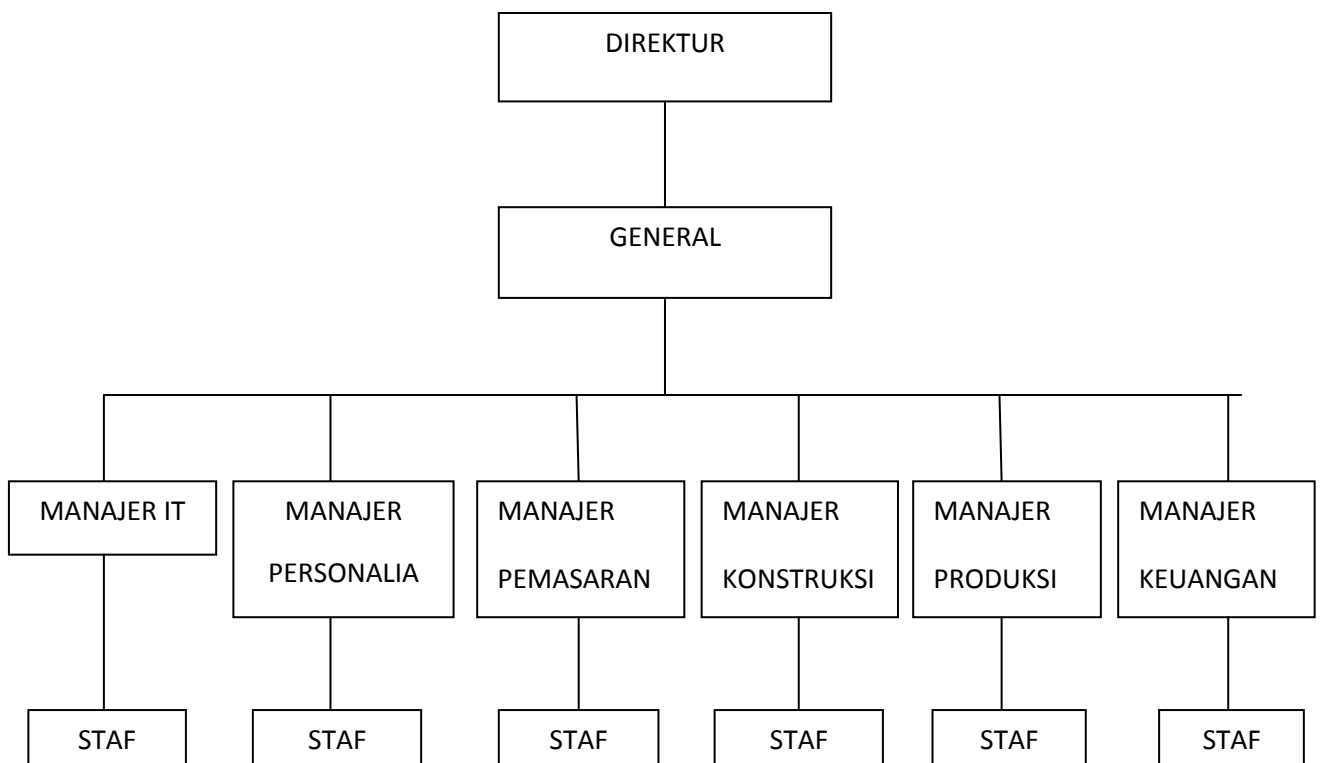 DIREKTUR
GENERAL
MANAJER IT
MANAJER
PERSONALIA
MANAJER
PEMASARAN
MANAJER
KONSTRUKSI
MANAJER
PRODUKSI
MANAJER
KEUANGAN
STAF
STAF
STAF
STAF
STAF
STAF